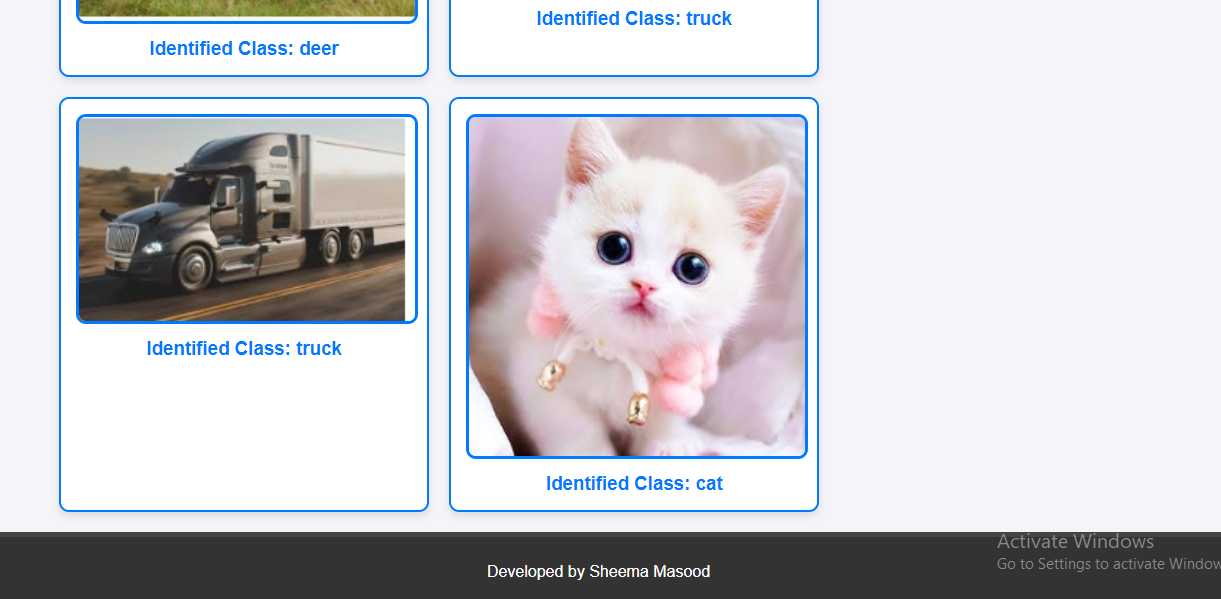 Identified Class: deer
Identified Class: truck
Identified Class: truck
Identified Class: cat
Developed by Sheema Masood
Activate Windows
Go to Settings to activate Window